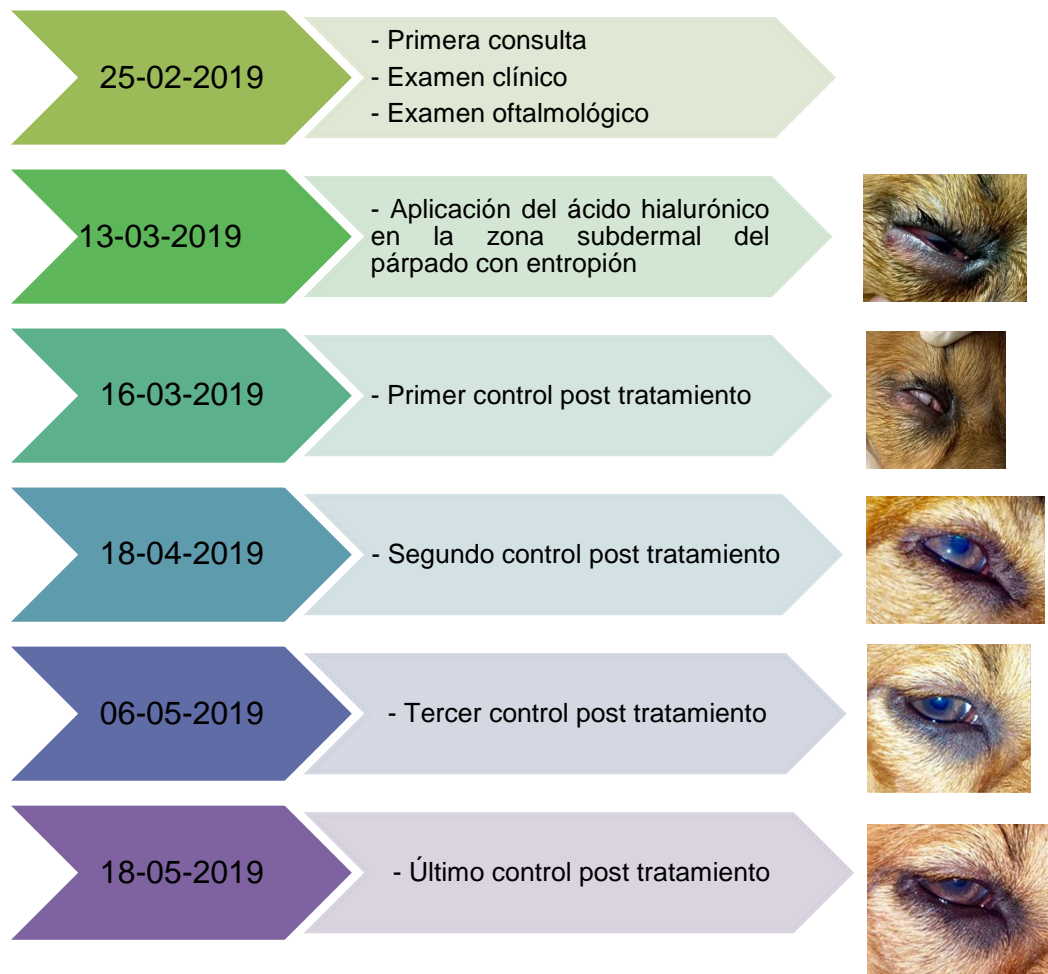 25-02-2019
- Primera consulta
- Examen clínico
- Examen oftalmológico
13-03-2019
- Aplicación del ácido hialurónico
en la zona subdermal del
párpado con entropión
16-03-2019
- Primer control post tratamiento
18-04-2019
- Segundo control post tratamiento
06-05-2019
- Tercer control post tratamiento
18-05-2019
- Último control post tratamiento